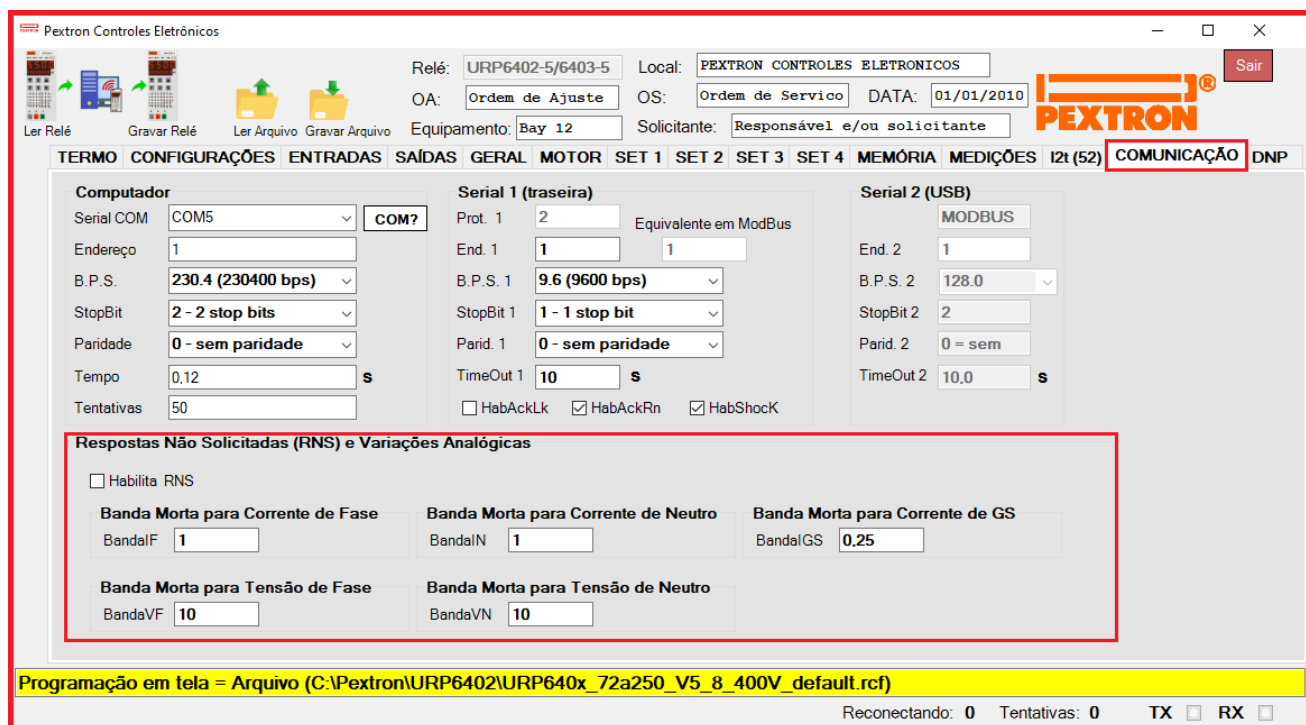 Pextron Controles Eletrônicos
Relé: URP6402-5/6403-5 Local: PEXTRON CONTROLES ELETRONICOS Sair
OA: Ordem de Ajuste OS: Ordem de Servico DATA: 01/01/2010
Ler Relé Gravar Relé Ler Arquivo Gravar Arquivo Equipamento: Bay 12 Solicitante: Responsável e/ou solicitante PEXTRON®
TERMO CONFIGURAÇÕES ENTRADAS SAÍDAS GERAL MOTOR SET 1 SET 2 SET 3 SET 4 MEMÓRIA MEDIÇÕES I2t (52) COMUNICAÇÃO DNP
Computador Serial 1 (traseira) Serial 2 (USB)
Serial COM COM5 COM? Prot. 1 2 Equivalente em ModBus MODBUS
Endereço 1 End. 1 1 1 End. 2 1
B.P.S. 230.4 (230400 bps) B.P.S. 1 9.6 (9600 bps) B.P.S. 2 128.0
StopBit 2 - 2 stop bits StopBit 1 1 - 1 stop bit StopBit 2 2
Paridade 0 - sem paridade Parid. 1 0 - sem paridade Parid. 2 0 = sem
Tempo 0,12 s TimeOut 1 10 s TimeOut 2 10,0 s
Tentativas 50 HabAckLk HabAckRn HabShocK
Respostas Não Solicitadas (RNS) e Variações Analógicas
Habilita RNS
Banda Morta para Corrente de Fase Banda Morta para Corrente de Neutro Banda Morta para Corrente de GS
BandaIF 1 BandaIN 1 BandaIGS 0,25
Banda Morta para Tensão de Fase Banda Morta para Tensão de Neutro
BandaVF 10 BandaVN 10
Programação em tela = Arquivo (C:\Pextron\URP6402\URP640x_72a250_V5_8_400V_default.rcf)
Reconectando: 0 Tentativas: 0 TX RX